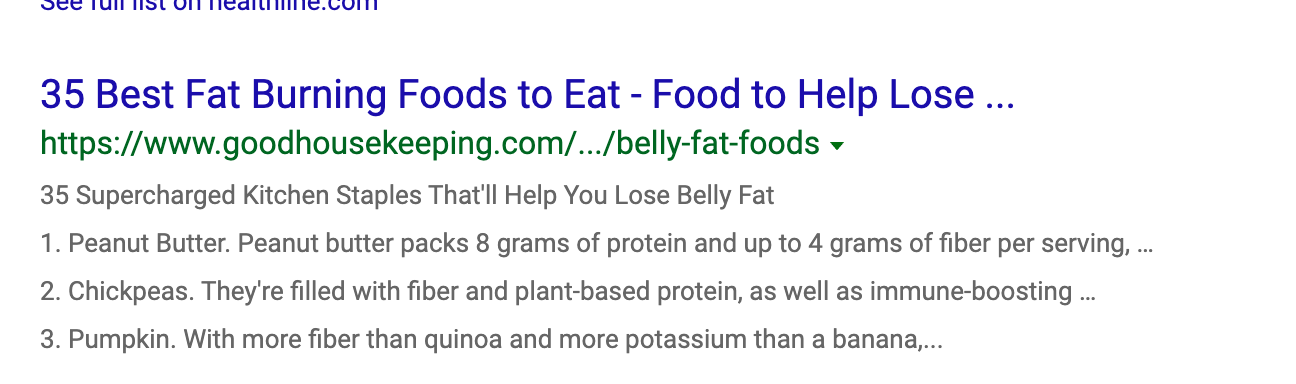 See full list on healthline.com
35 Best Fat Burning Foods to Eat - Food to Help Lose ...
https://www.goodhousekeeping.com/.../belly-fat-foods
35 Supercharged Kitchen Staples That'll Help You Lose Belly Fat
1. Peanut Butter. Peanut butter packs 8 grams of protein and up to 4 grams of fiber per serving, ...
2. Chickpeas. They're filled with fiber and plant-based protein, as well as immune-boosting ...
3. Pumpkin. With more fiber than quinoa and more potassium than a banana,...